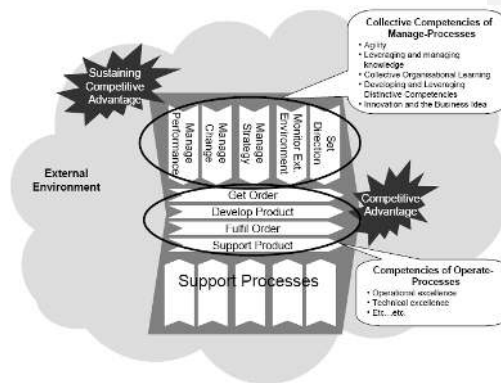 Collective Competencies of
Manage-Processes
• Agility
• Leveraging and managing
knowledge
• Collective Organisational Learning
• Developing and Leveraging
Distinctive Competencies
• Innovation and the Business Idea
Sustaining
Competitive
Advantage
Manage
Performance
Manage
Change
Manage
Strategy
Monitor Ext.
Environment
Set
Direction
External
Environment
Get Order
Develop Product
Fulfil Order
Support Product
Competitive
Advantage
Support Processes
Competencies of Operate-
Processes
• Operational excellence
• Technical excellence
• Etc...etc.